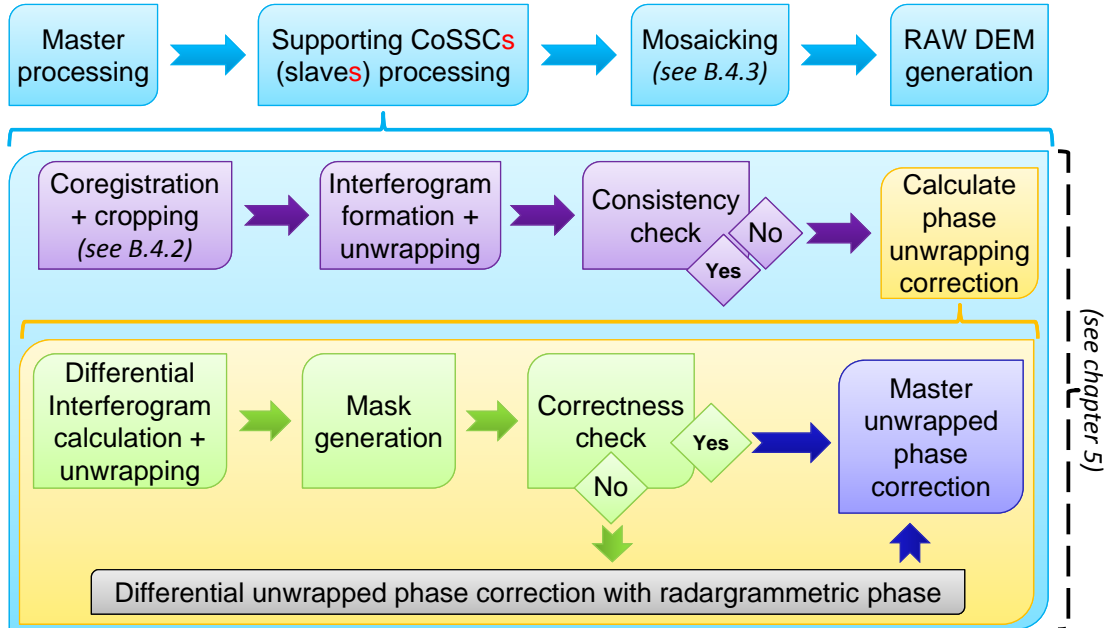 Master
processing
Supporting CoSSCs
(slaves) processing
Mosaicking
(see B.4.3)
RAW DEM
generation
Coregistration
+ cropping
(see B.4.2)
Interferogram
formation +
unwrapping
Consistency
check
No
Yes
Calculate
phase
unwrapping
correction
(see chapter 5)
Differential
Interferogram
calculation +
unwrapping
Mask
generation
Correctness
check
Yes
No
Master
unwrapped
phase
correction
Differential unwrapped phase correction with radargrammetric phase